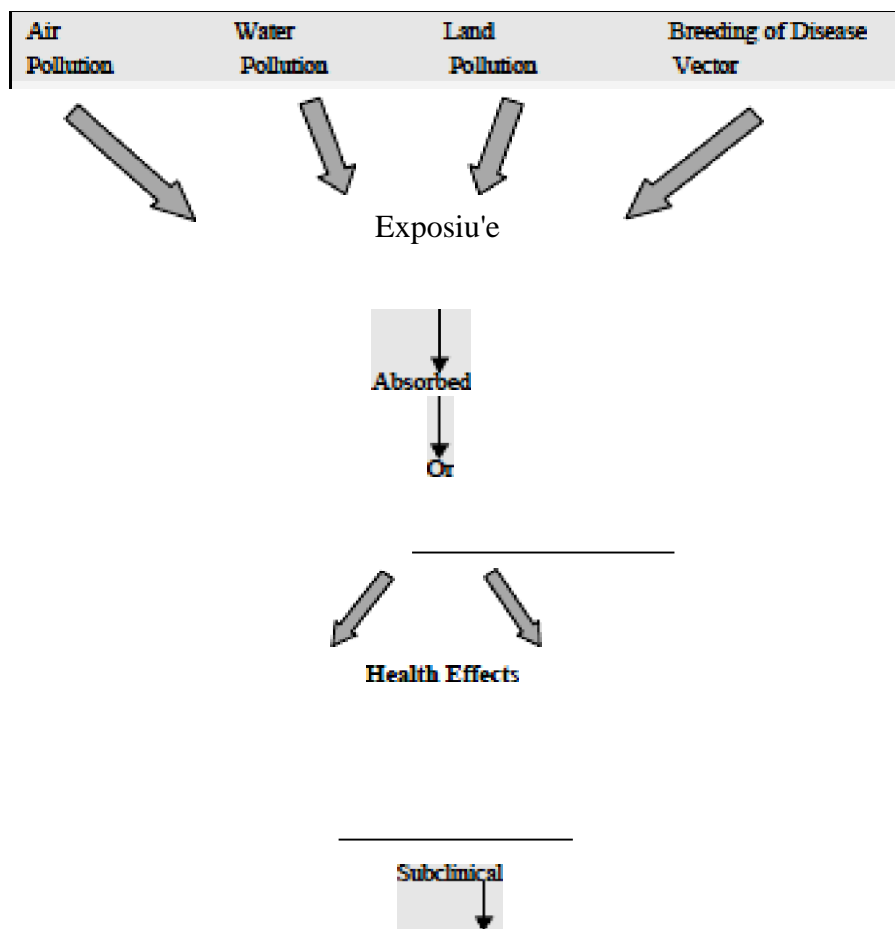 Air Water Land Breeding of Disease
Pollution Pollution Pollution Vector
Exposiu'e
Absorbed
Or
Health Effects
Subclinical